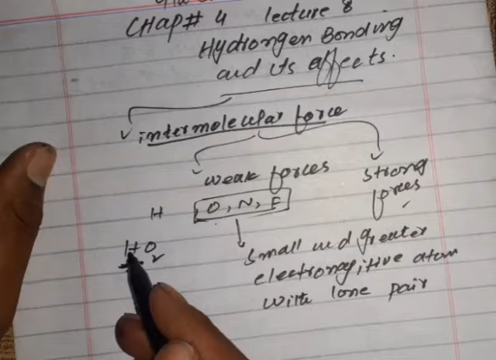 CHAP# 4 lecture 8
Hydrongen Bonding
and its affects.
intermolecular force
weak forces
strong
forces
H O, N, F
H O
Small and greater
electronegitive atom
with lone pair